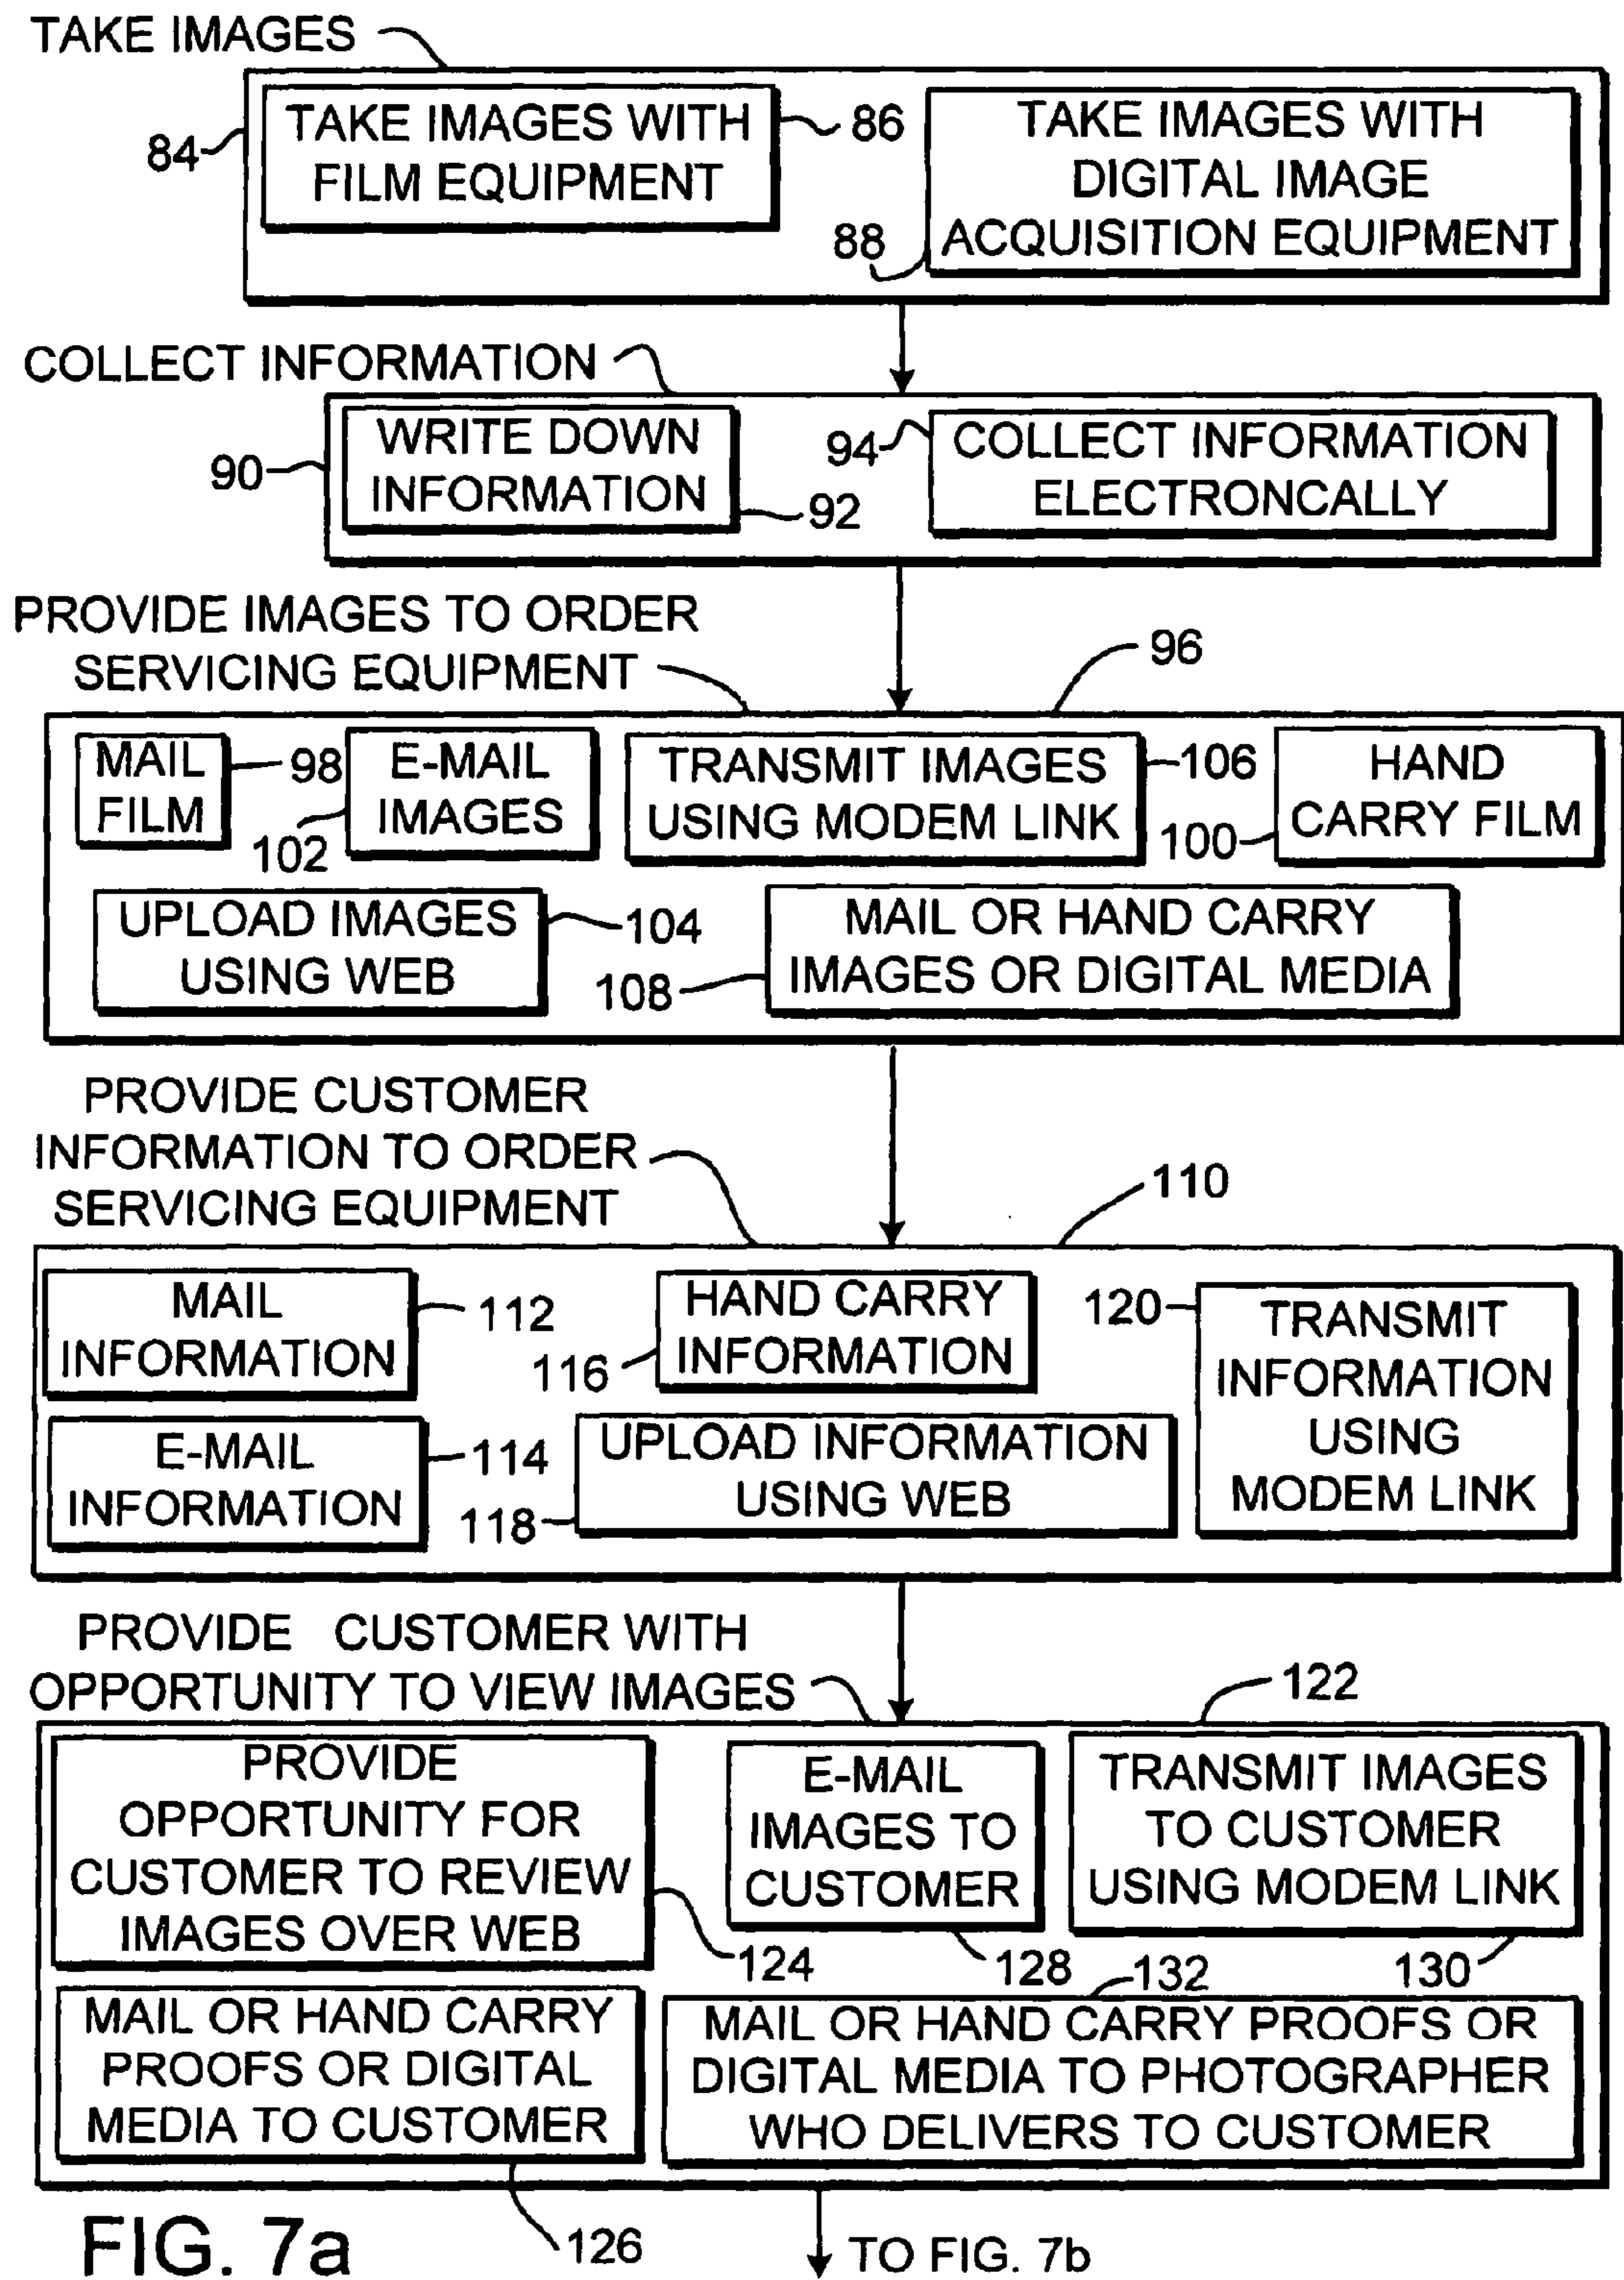 TAKE IMAGES
84
TAKE IMAGES WITH
FILM EQUIPMENT
86
88
TAKE IMAGES WITH
DIGITAL IMAGE
ACQUISITION EQUIPMENT
COLLECT INFORMATION
90
WRITE DOWN
INFORMATION
92
94
COLLECT INFORMATION
ELECTRONCALLY
PROVIDE IMAGES TO ORDER
SERVICING EQUIPMENT
96
MAIL
FILM
98
102
E-MAIL
IMAGES
TRANSMIT IMAGES
USING MODEM LINK
106
100
HAND
CARRY FILM
UPLOAD IMAGES
USING WEB
104
108
MAIL OR HAND CARRY
IMAGES OR DIGITAL MEDIA
PROVIDE CUSTOMER
INFORMATION TO ORDER
SERVICING EQUIPMENT
110
MAIL
INFORMATION
112
116
HAND CARRY
INFORMATION
120
TRANSMIT
INFORMATION
USING
MODEM LINK
E-MAIL
INFORMATION
114
118
UPLOAD INFORMATION
USING WEB
PROVIDE CUSTOMER WITH
OPPORTUNITY TO VIEW IMAGES
122
PROVIDE
OPPORTUNITY FOR
CUSTOMER TO REVIEW
IMAGES OVER WEB
124
E-MAIL
IMAGES TO
CUSTOMER
128
TRANSMIT IMAGES
TO CUSTOMER
USING MODEM LINK
130
MAIL OR HAND CARRY
PROOFS OR DIGITAL
MEDIA TO CUSTOMER
126
132
MAIL OR HAND CARRY PROOFS OR
DIGITAL MEDIA TO PHOTOGRAPHER
WHO DELIVERS TO CUSTOMER
FIG. 7a
TO FIG. 7b